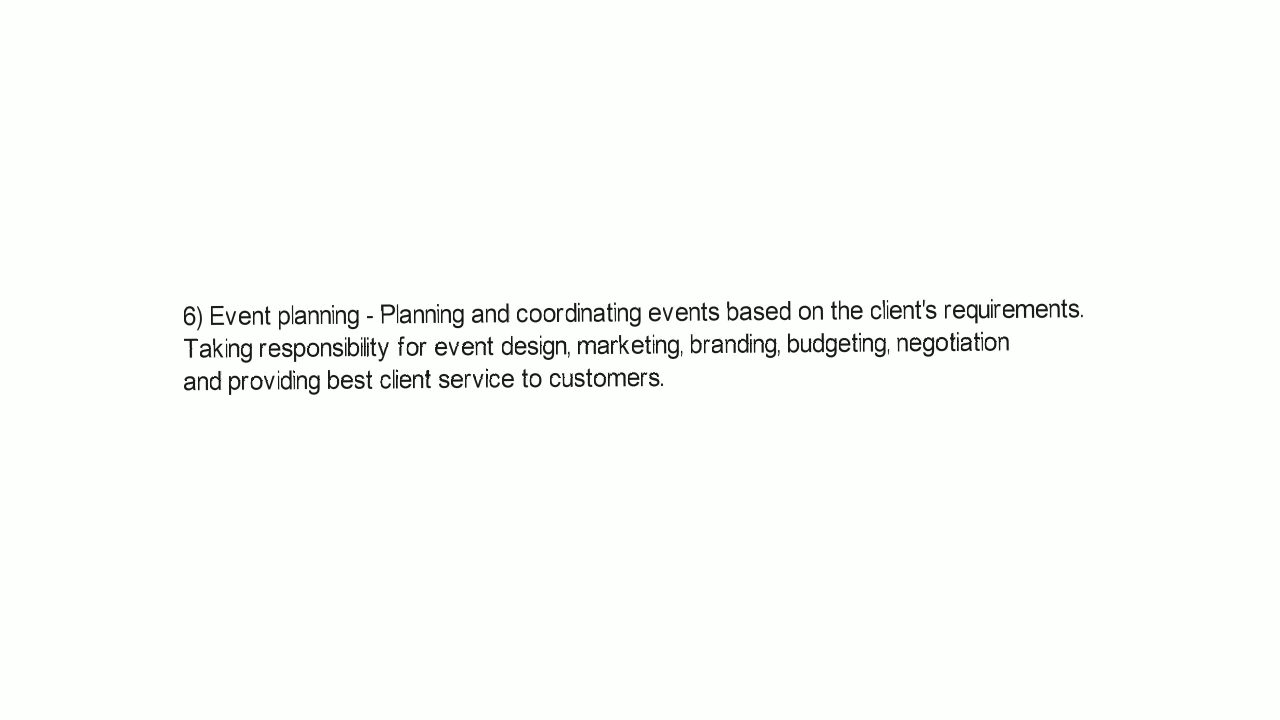 6) Event planning - Planning and coordinating events based on the client's requirements.
Taking responsibility for event design, marketing, branding, budgeting, negotiation
and providing best client service to customers.